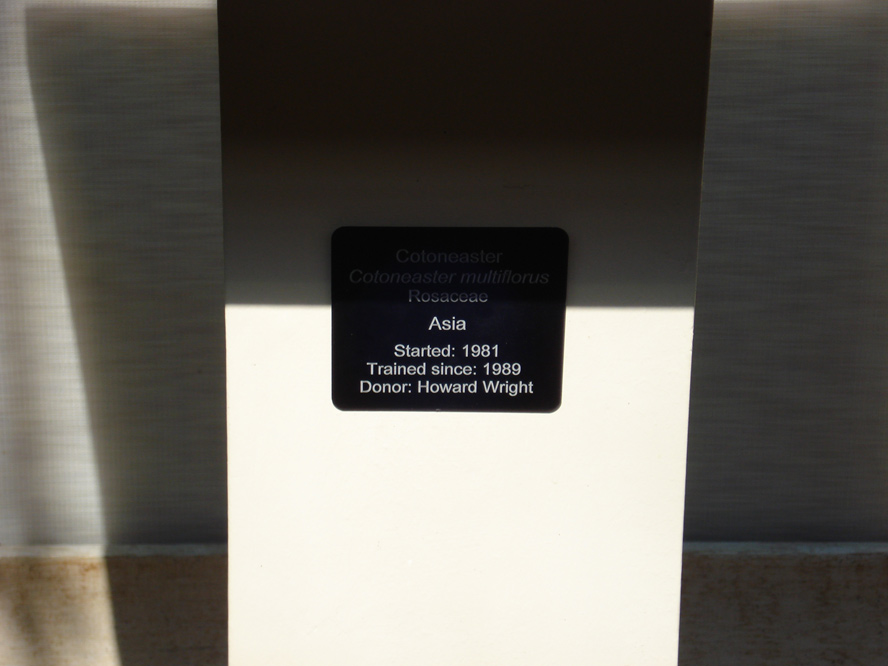 Cotoneaster
Cotoneaster multiflorus
Rosaceae
Asia
Started: 1981
Trained since: 1989
Donor: Howard Wright